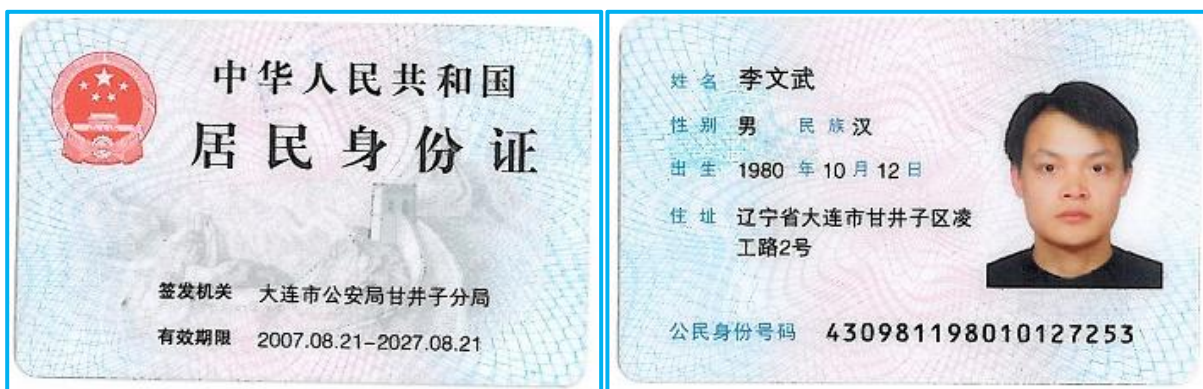 中华人民共和国
居民身份证
签发机关 大连市公安局甘井子分局
有效期限 2007.08.21-2027.08.21
姓名 李文武
性别 男 民族 汉
出生 1980 年 10 月 12 日
住址 辽宁省大连市甘井子区凌
工路2号
公民身份号码 430981198010127253